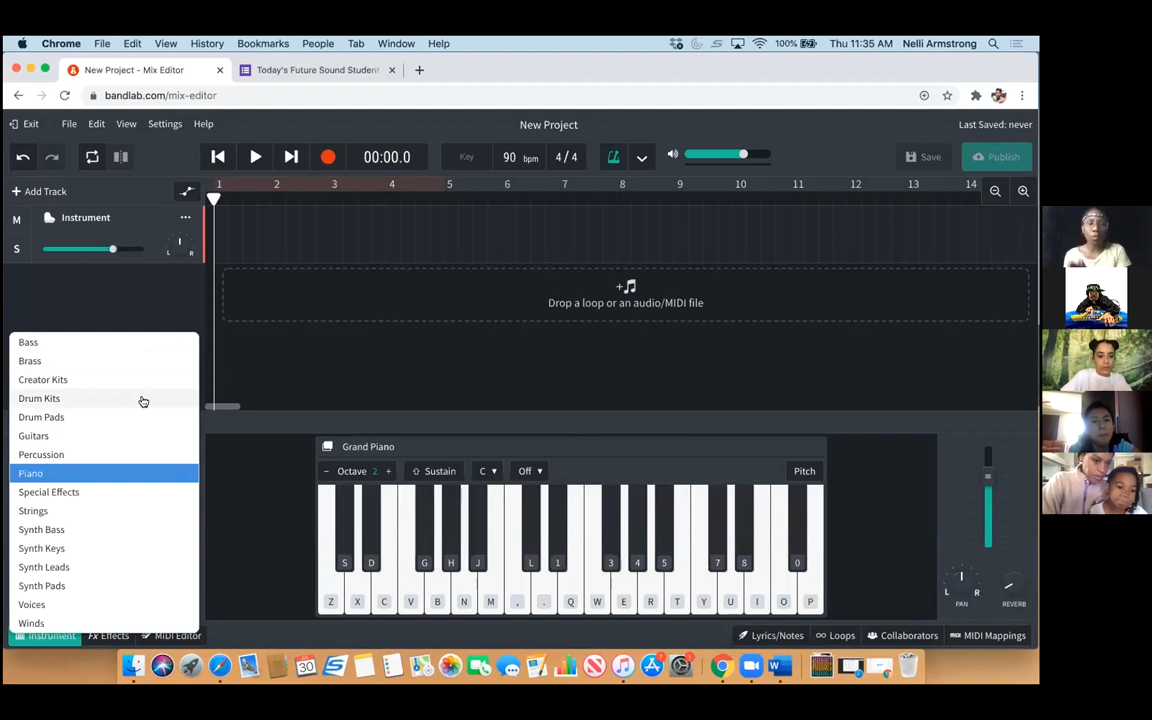 Chrome File Edit View History Bookmarks People Tab Window Help 100% Thu 11:35 AM Nelli Armstrong
New Project - Mix Editor Today's Future Sound Student
bandlab.com/mix-editor
Exit File Edit View Settings Help New Project Last Saved: never
00:00.0 Key 90 bpm 4/4 Save Publish
Add Track 1 2 3 4 5 6 7 8 9 10 11 12 13 14
M Instrument
S L R
Drop a loop or an audio/MIDI file
Bass
Brass
Creator Kits
Drum Kits
Drum Pads
Guitars
Percussion
Piano
Special Effects
Strings
Synth Bass
Synth Keys
Synth Leads
Synth Pads
Voices
Winds
Grand Piano
− Octave 2 + Sustain C Off Pitch
S D G H J L 1 3 4 5 7 8 0
Z X C V B N M , . Q W E R T Y U I O P
L R
PAN REVERB
Instrument Effects MIDI Editor Lyrics/Notes Loops Collaborators MIDI Mappings
30